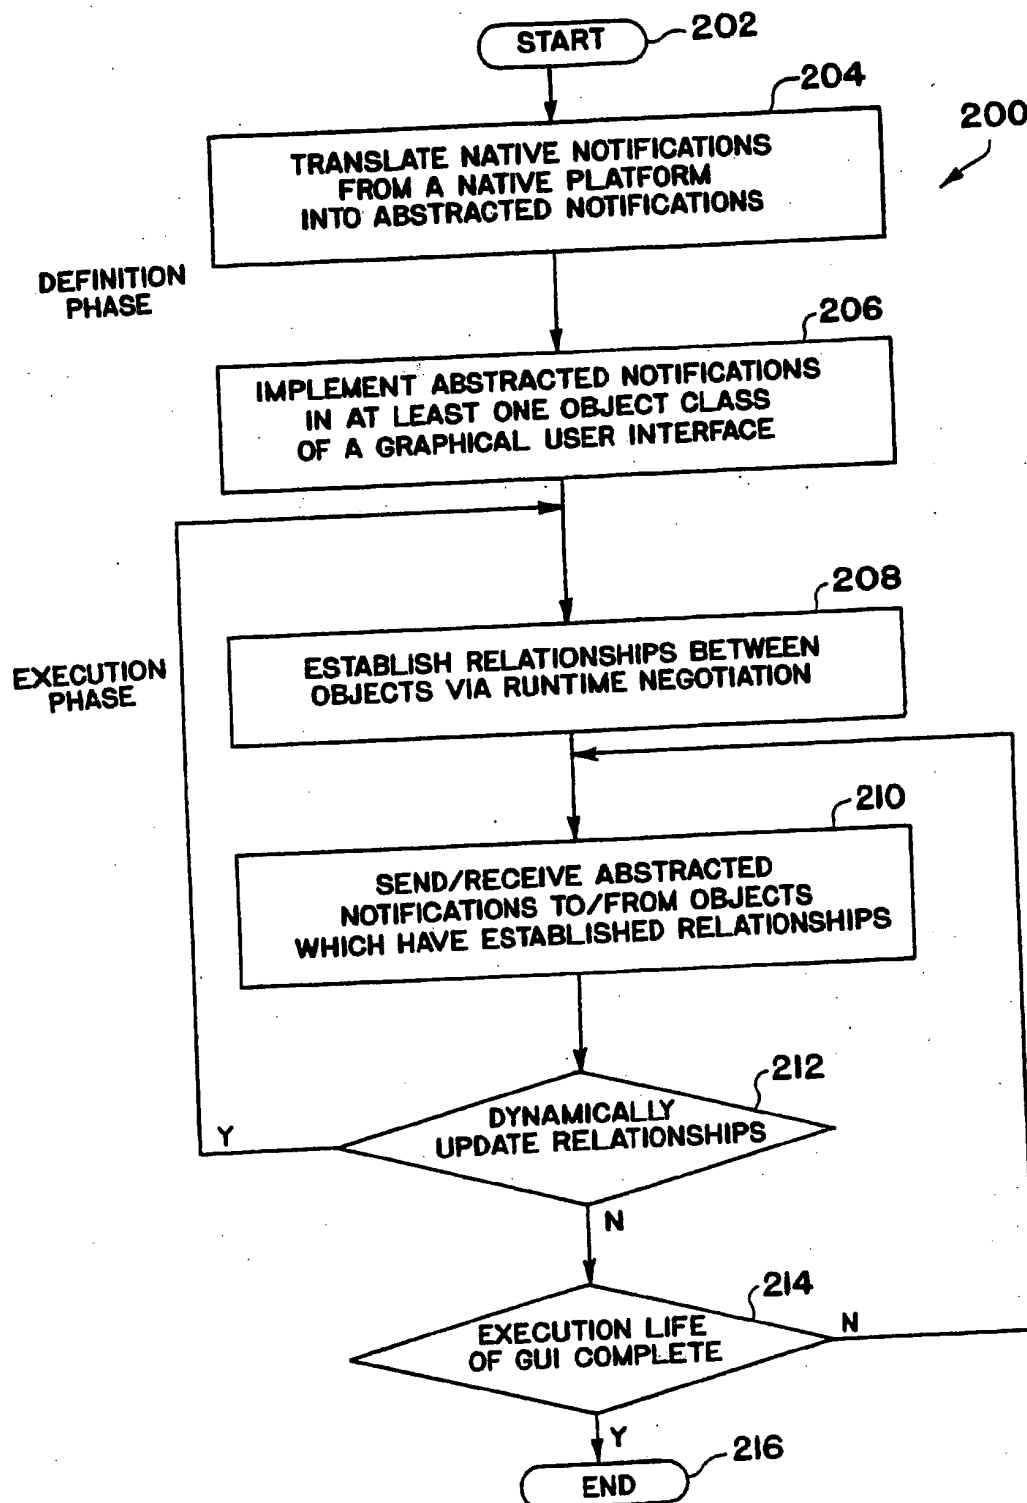 START
202
204
200
TRANSLATE NATIVE NOTIFICATIONS
FROM A NATIVE PLATFORM
INTO ABSTRACTED NOTIFICATIONS
DEFINITION
PHASE
206
IMPLEMENT ABSTRACTED NOTIFICATIONS
IN AT LEAST ONE OBJECT CLASS
OF A GRAPHICAL USER INTERFACE
208
EXECUTION
PHASE
ESTABLISH RELATIONSHIPS BETWEEN
OBJECTS VIA RUNTIME NEGOTIATION
210
SEND/RECEIVE ABSTRACTED
NOTIFICATIONS TO/FROM OBJECTS
WHICH HAVE ESTABLISHED RELATIONSHIPS
212
DYNAMICALLY
UPDATE RELATIONSHIPS
Y
N
214
EXECUTION LIFE
OF GUI COMPLETE
N
Y
216
END